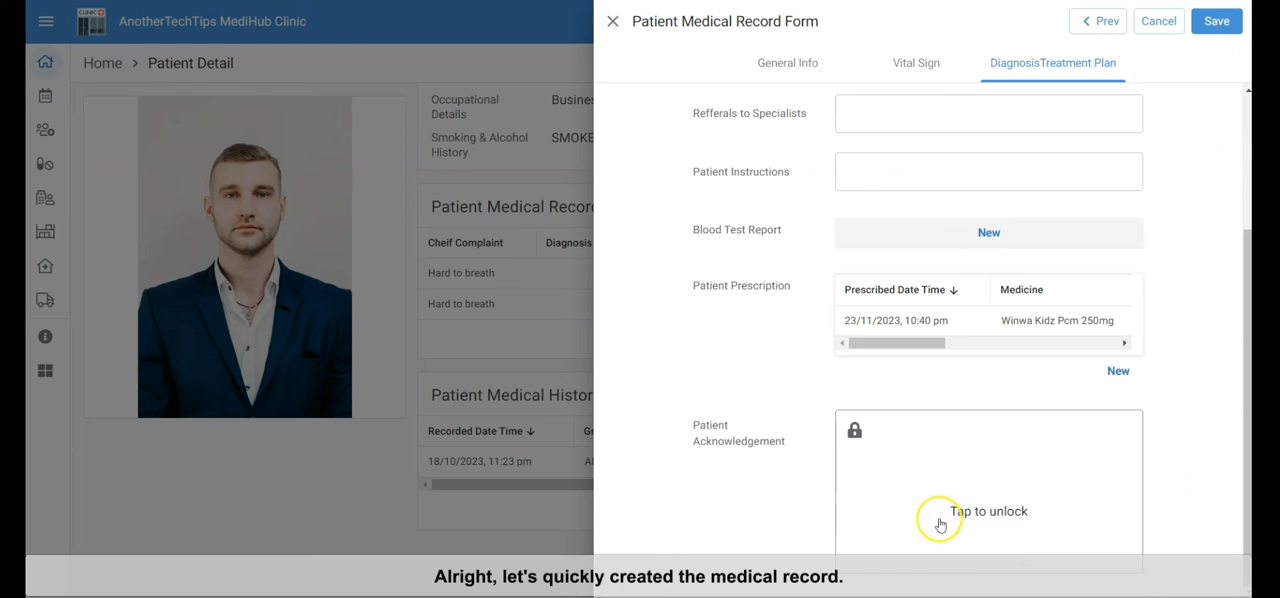 CLINIC
AnotherTechTips MediHub Clinic
Home > Patient Detail
Occupational
Details
Busines
Smoking & Alcohol
History
SMOKE
Patient Medical Recor
Cheif Complaint
Diagnosis
Hard to breath
Hard to breath
Patient Medical Histor
Recorded Date Time
18/10/2023, 11:23 pm
Patient Medical Record Form
Prev
Cancel
Save
General Info
Vital Sign
DiagnosisTreatment Plan
Refferals to Specialists
Patient Instructions
Blood Test Report
New
Patient Prescription
Prescribed Date Time
Medicine
23/11/2023, 10:40 pm
Winwa Kidz Pcm 250mg
New
Patient
Acknowledgement
Tap to unlock
Alright, let's quickly created the medical record.